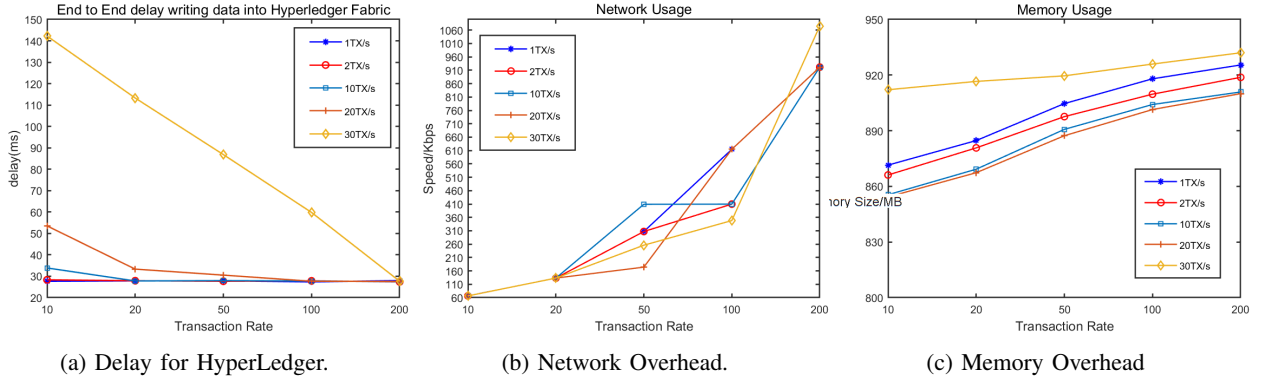 End to End delay writing data into Hyperledger Fabric
150
140
130
120
110
100
90
80
70
60
50
40
30
20
delay(ms)
10
20
50
100
200
Transaction Rate
1TX/s
2TX/s
10TX/s
20TX/s
30TX/s
(a) Delay for HyperLedger.
Network Usage
1060
1010
960
910
860
810
760
710
660
610
560
510
460
410
360
310
260
210
160
110
60
Speed/Kbps
10
20
50
100
200
Transaction Rate
1TX/s
2TX/s
10TX/s
20TX/s
30TX/s
(b) Network Overhead.
Memory Usage
950
920
890
860
830
800
ory Size/MB
10
20
50
100
200
Transaction Rate
1TX/s
2TX/s
10TX/s
20TX/s
30TX/s
(c) Memory Overhead